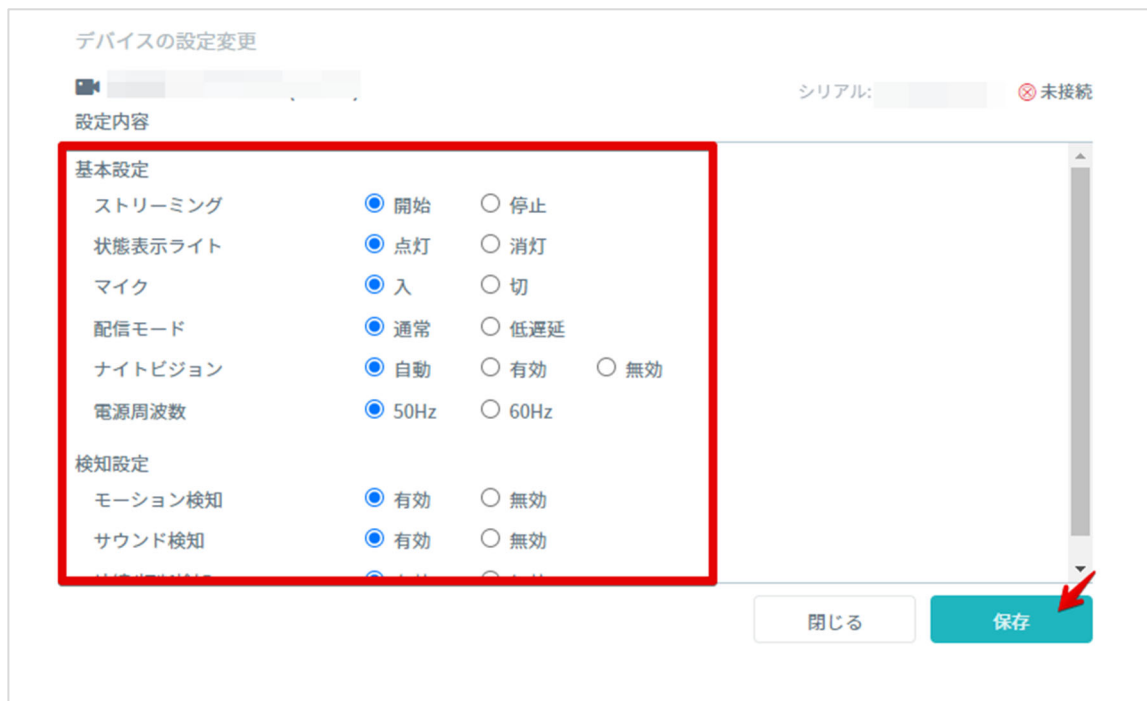 デバイスの設定変更
シリアル: 未接続
設定内容
基本設定
ストリーミング 開始 停止
状態表示ライト 点灯 消灯
マイク 入 切
配信モード 通常 低遅延
ナイトビジョン 自動 有効 無効
電源周波数 50Hz 60Hz
検知設定
モーション検知 有効 無効
サウンド検知 有効 無効
閉じる 保存